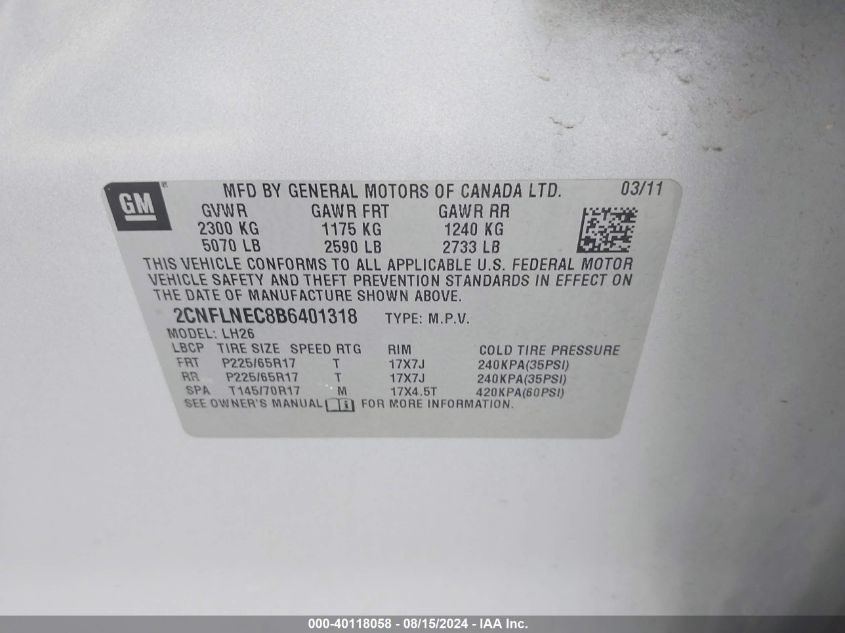 GM ® MFD BY GENERAL MOTORS OF CANADA LTD. 03/11
GVWR GAWR FRT GAWR RR
2300 KG 1175 KG 1240 KG
5070 LB 2590 LB 2733 LB
THIS VEHICLE CONFORMS TO ALL APPLICABLE U.S. FEDERAL MOTOR
VEHICLE SAFETY AND THEFT PREVENTION STANDARDS IN EFFECT ON
THE DATE OF MANUFACTURE SHOWN ABOVE.
2CNFLNEC8B6401318 TYPE: M.P.V.
MODEL: LH26
LBCP TIRE SIZE SPEED RTG RIM COLD TIRE PRESSURE
FRT P225/65R17 T 17X7J 240KPA(35PSI)
RR P225/65R17 T 17X7J 240KPA(35PSI)
SPA T145/70R17 M 17X4.5T 420KPA(60PSI)
SEE OWNER'S MANUAL FOR MORE INFORMATION.
000-40118058 - 08/15/2024 - IAA Inc.